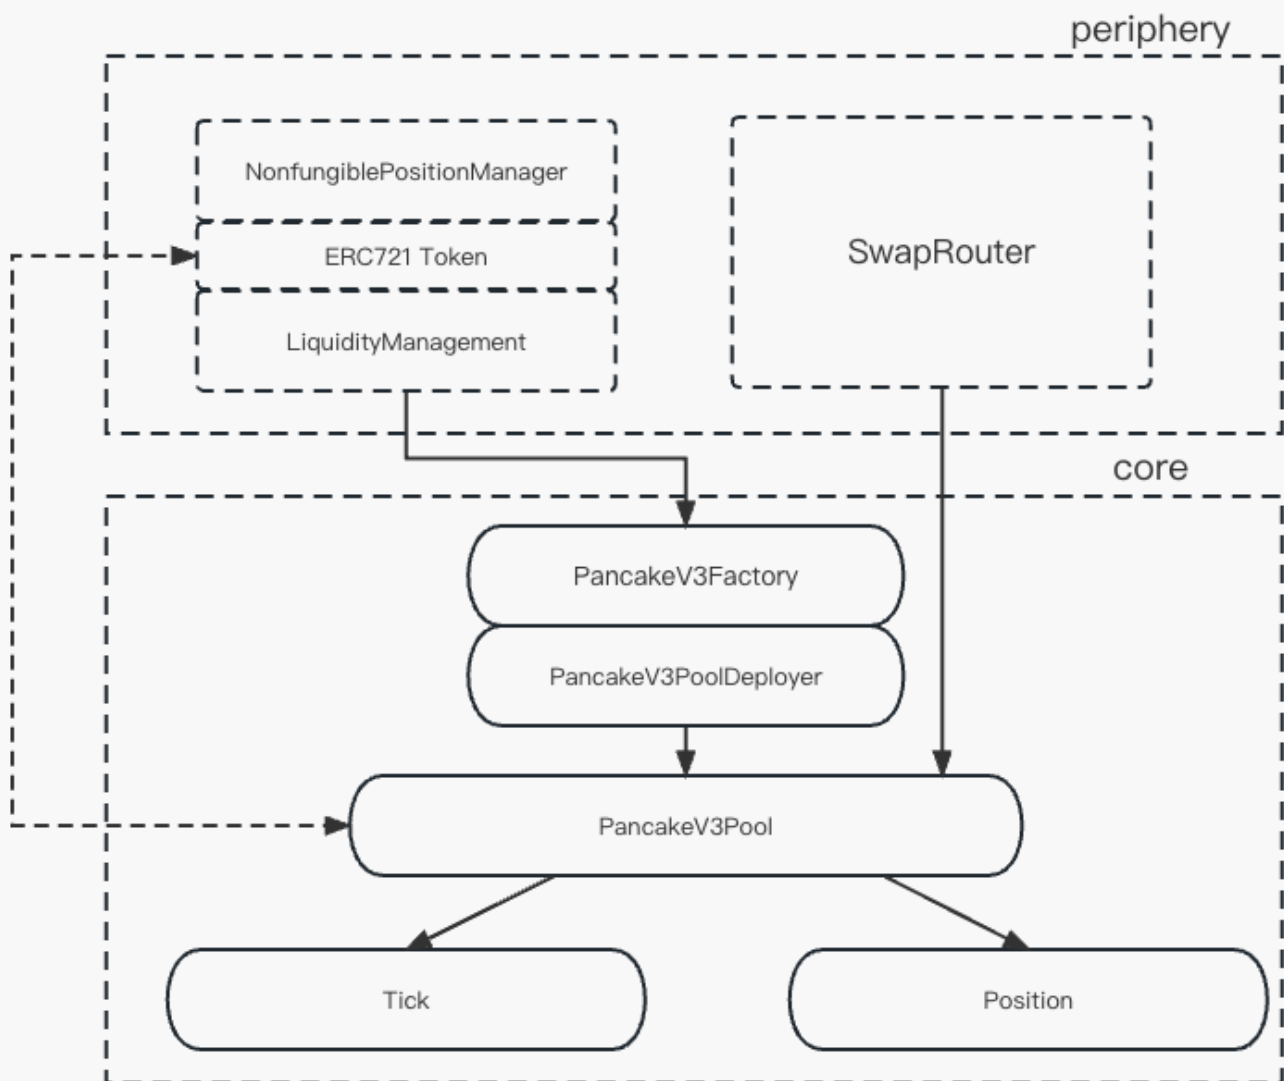 periphery
NonfungiblePositionManager
ERC721 Token
LiquidityManagement
SwapRouter
core
PancakeV3Factory
PancakeV3PoolDeployer
PancakeV3Pool
Tick
Position